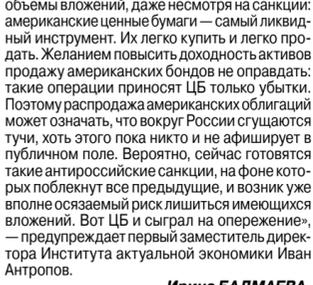 объемы вложений, даже несмотря на санкции:
американские ценные бумаги — самый ликвид-
ный инструмент. Их легко купить и легко про-
дать. Желанием повысить доходность активов
продажу американских бондов не оправдать:
такие операции приносят ЦБ только убытки.
Поэтому распродажа американских облигаций
может означать, что вокруг России сгущаются
тучи, хоть этого пока никто и не афиширует в
публичном поле. Вероятно, сейчас готовятся
такие антироссийские санкции, на фоне кото-
рых поблекнут все предыдущие, и возник уже
вполне осязаемый риск лишиться имеющихся
вложений. Вот ЦБ и сыграл на опережение»,
— предупреждает первый заместитель дирек-
тора Института актуальной экономики Иван
Антропов.
Ирина БАДМАЕВА.